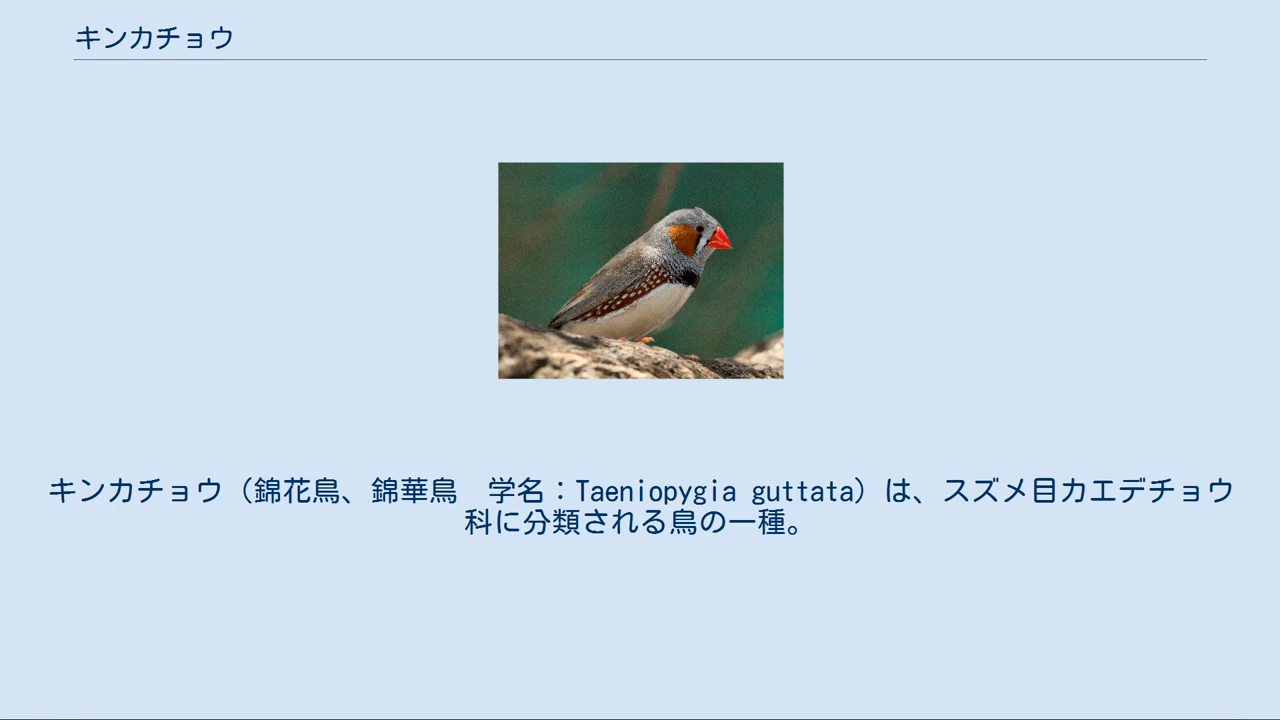 キンカチョウ
キンカチョウ（錦花鳥、錦華鳥　学名：Taeniopygia guttata）は、スズメ目カエデチョウ
科に分類される鳥の一種。